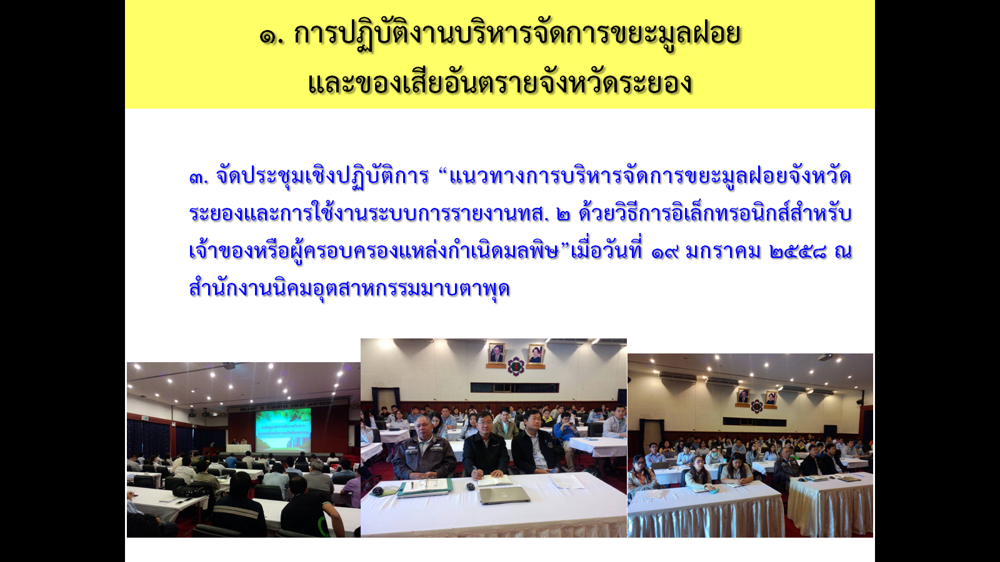 ๑. การปฏิบัติงานบริหารจัดการขยะมูลฝอย
และของเสียอันตรายจังหวัดระยอง
๓. จัดประชุมเชิงปฏิบัติการ “แนวทางการบริหารจัดการขยะมูลฝอยจังหวัด
ระยองและการใช้งานระบบการรายงานทส. ๒ ด้วยวิธีการอิเล็กทรอนิกส์สำหรับ
เจ้าของหรือผู้ครอบครองแหล่งกำเนิดมลพิษ”เมื่อวันที่ ๑๙ มกราคม ๒๕๕๘ ณ
สำนักงานนิคมอุตสาหกรรมมาบตาพุด
INDUSTRIAL ESTATE AUTHORITY OF THAILAND